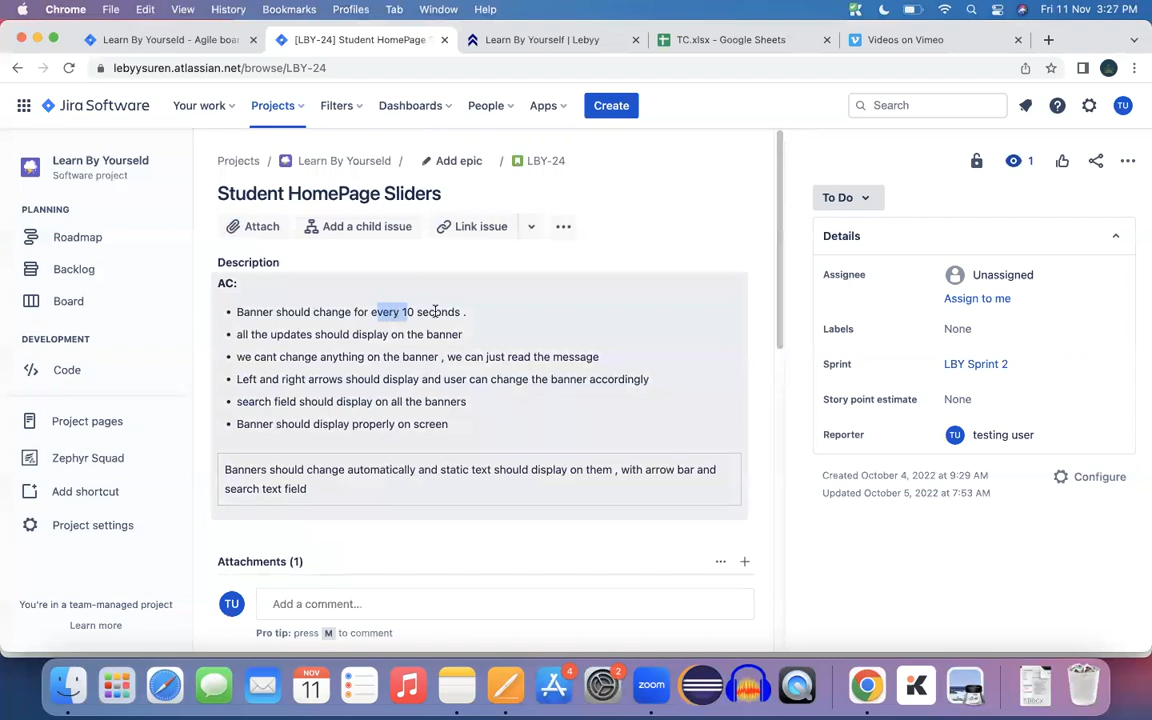 Chrome File Edit View History Bookmarks Profiles Tab Window Help Fri 11 Nov 3:27 PM
Learn By Yourseld - Agile boar
[LBY-24] Student HomePage S
Learn By Yourself | Lebyy
TC.xlsx - Google Sheets
Videos on Vimeo
lebyysuren.atlassian.net/browse/LBY-24
Jira Software Your work Projects Filters Dashboards People Apps Create Search TU
Learn By Yourseld
Software project
PLANNING
Roadmap
Backlog
Board
DEVELOPMENT
Code
Project pages
Zephyr Squad
Add shortcut
Project settings
You're in a team-managed project
Learn more
Projects / Learn By Yourseld / Add epic / LBY-24
Student HomePage Sliders
Attach Add a child issue Link issue
Description
AC:
• Banner should change for every 10 seconds .
• all the updates should display on the banner
• we cant change anything on the banner , we can just read the message
• Left and right arrows should display and user can change the banner accordingly
• search field should display on all the banners
• Banner should display properly on screen
Banners should change automatically and static text should display on them , with arrow bar and
search text field
Attachments (1)
TU Add a comment...
Pro tip: press M to comment
1
To Do
Details
Assignee Unassigned
Assign to me
Labels None
Sprint LBY Sprint 2
Story point estimate None
Reporter TU testing user
Created October 4, 2022 at 9:29 AM
Updated October 5, 2022 at 7:53 AM
Configure
NOV
11
4
2
zoom
DOCX